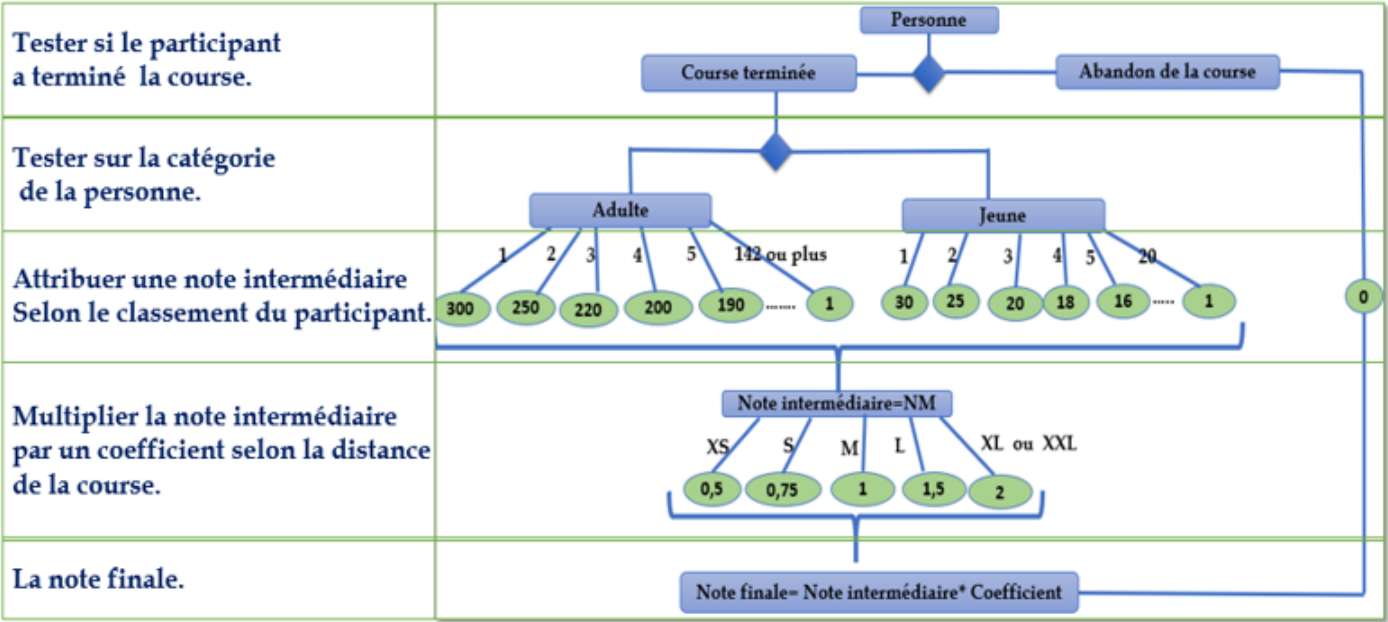 Personne
Tester si le participant
a terminé la course.
Course terminée
Abandon de la course
Tester sur la catégorie
de la personne.
Adulte
Jeune
1 2 3 4 5 142 ou plus
1 2 3 4 5 20
Attribuer une note intermédiaire
Selon le classement du participant.
300 250 220 200 190 ....... 1
30 25 20 18 16 ..... 1
0
Note intermédiaire=NM
Multiplier la note intermédiaire
par un coefficient selon la distance
de la course.
XS S M L XL ou XXL
0,5 0,75 1 1,5 2
La note finale.
Note finale= Note intermédiaire* Coefficient